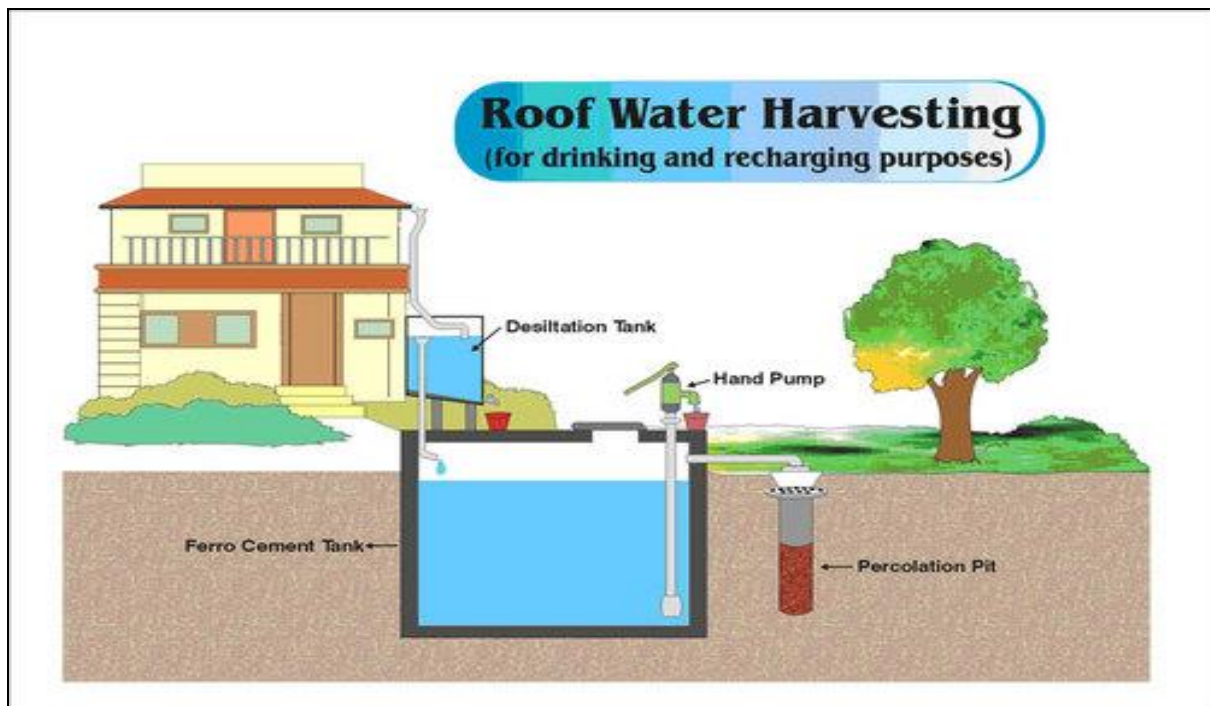 Roof Water Harvesting
(for drinking and recharging purposes)
Desiltation Tank
Hand Pump
Ferro Cement Tank
Percolation Pit